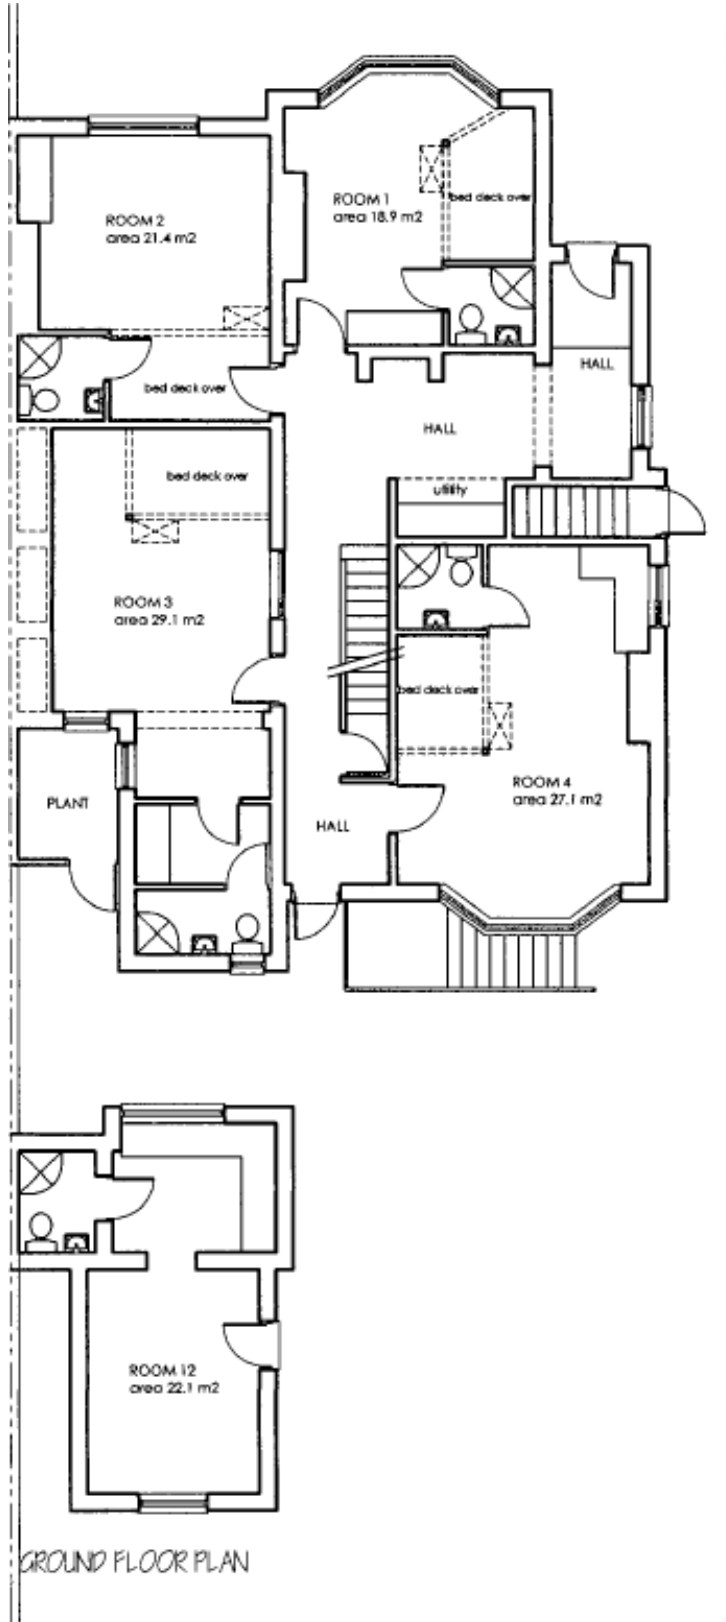 ROOM 1
area 18.9 m2
bed deck over
ROOM 2
area 21.4 m2
HALL
bed deck over
HALL
bed deck over
utility
ROOM 3
area 29.1 m2
bed deck over
ROOM 4
area 27.1 m2
PLANT
HALL
ROOM 12
area 22.1 m2
GROUND FLOOR PLAN